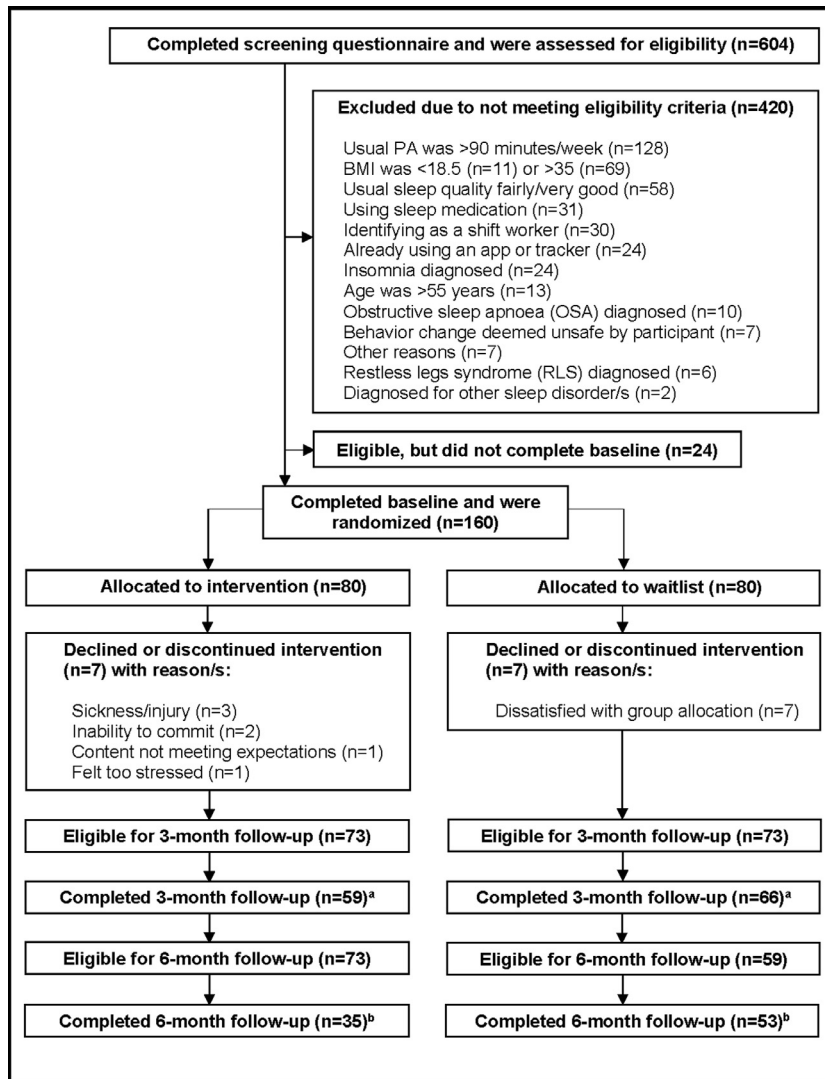 Completed screening questionnaire and were assessed for eligibility (n=604)
Excluded due to not meeting eligibility criteria (n=420)
Usual PA was >90 minutes/week (n=128)
BMI was <18.5 (n=11) or >35 (n=69)
Usual sleep quality fairly/very good (n=58)
Using sleep medication (n=31)
Identifying as a shift worker (n=30)
Already using an app or tracker (n=24)
Insomnia diagnosed (n=24)
Age was >55 years (n=13)
Obstructive sleep apnoea (OSA) diagnosed (n=10)
Behavior change deemed unsafe by participant (n=7)
Other reasons (n=7)
Restless legs syndrome (RLS) diagnosed (n=6)
Diagnosed for other sleep disorder/s (n=2)
Eligible, but did not complete baseline (n=24)
Completed baseline and were
randomized (n=160)
Allocated to intervention (n=80)
Declined or discontinued intervention
(n=7) with reason/s:
Sickness/injury (n=3)
Inability to commit (n=2)
Content not meeting expectations (n=1)
Felt too stressed (n=1)
Eligible for 3-month follow-up (n=73)
Completed 3-month follow-up (n=59)ᵃ
Eligible for 6-month follow-up (n=73)
Completed 6-month follow-up (n=35)ᵇ
Allocated to waitlist (n=80)
Declined or discontinued intervention
(n=7) with reason/s:
Dissatisfied with group allocation (n=7)
Eligible for 3-month follow-up (n=73)
Completed 3-month follow-up (n=66)ᵃ
Eligible for 6-month follow-up (n=59)
Completed 6-month follow-up (n=53)ᵇ